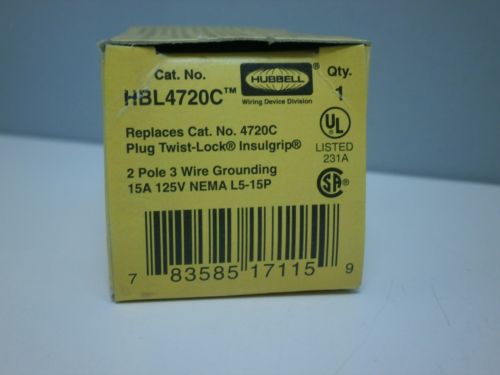 Cat. No.
HUBBELL®
Qty.
HBL4720C™
Wiring Device Division
1
Replaces Cat. No. 4720C
Plug Twist-Lock® Insulgrip®
UL
LISTED
231A
2 Pole 3 Wire Grounding
15A 125V NEMA L5-15P
SA®
7 83585 17115 9